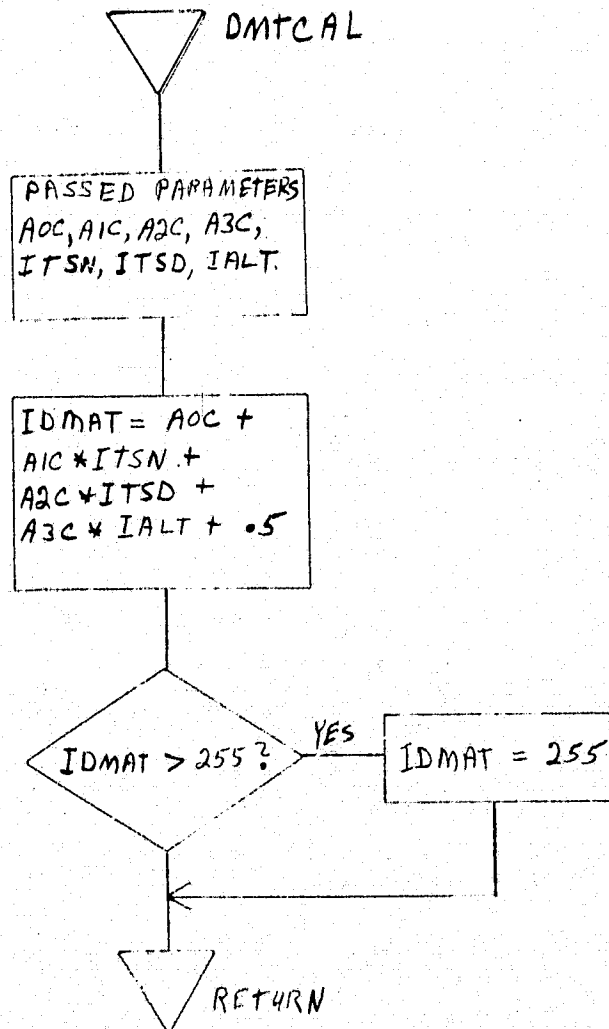 DMTCAL
PASSED PARAMETERS
AOC, A1C, A2C, A3C,
ITSN, ITSD, IALT.
IDMAT = AOC +
A1C * ITSN +
A2C * ITSD +
A3C * IALT + .5
IDMAT > 255?
YES
IDMAT = 255
RETURN